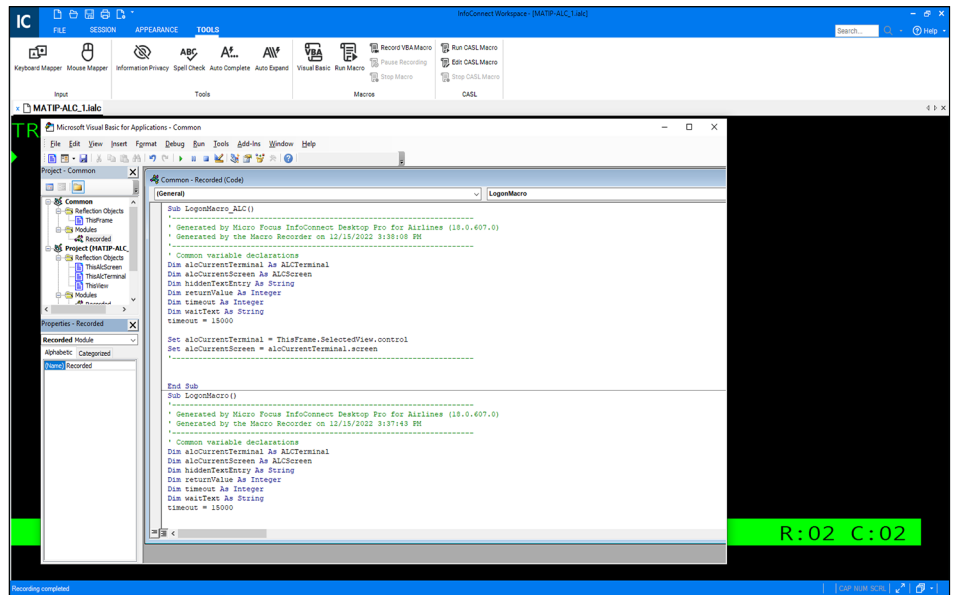 IC
InfoConnect Workspace - [MATIP-ALC_1.ialc]
FILE SESSION APPEARANCE TOOLS
Search...
Help
Keyboard Mapper Mouse Mapper Information Privacy Spell Check Auto Complete Auto Expand Visual Basic Run Macro
Record VBA Macro
Pause Recording
Stop Macro
Run CASL Macro
Edit CASL Macro
Stop CASL Macro
Input Tools Macros CASL
MATIP-ALC_1.ialc
TR
Microsoft Visual Basic for Applications - Common
File Edit View Insert Format Debug Run Tools Add-Ins Window Help
Project - Common
Common
Reflection Objects
ThisFrame
Modules
Recorded
Project (MATIP-ALC_
Reflection Objects
ThisAlcScreen
ThisAlcTerminal
ThisView
Modules
Recorded
Properties - Recorded
Recorded Module
Alphabetic Categorized
(Name) Recorded
Common - Recorded (Code)
(General) LogonMacro
Sub LogonMacro_ALC()
'----------------------------------------------------------------------
' Generated by Micro Focus InfoConnect Desktop Pro for Airlines (18.0.607.0)
' Generated by the Macro Recorder on 12/15/2022 3:38:08 PM
'----------------------------------------------------------------------
' Common variable declarations
Dim alcCurrentTerminal As ALCTerminal
Dim alcCurrentScreen As ALCScreen
Dim hiddenTextEntry As String
Dim returnValue As Integer
Dim timeout As Integer
Dim waitText As String
timeout = 15000
Set alcCurrentTerminal = ThisFrame.SelectedView.control
Set alcCurrentScreen = alcCurrentTerminal.screen
'----------------------------------------------------------------------
End Sub
Sub LogonMacro()
'----------------------------------------------------------------------
' Generated by Micro Focus InfoConnect Desktop Pro for Airlines (18.0.607.0)
' Generated by the Macro Recorder on 12/15/2022 3:37:43 PM
'----------------------------------------------------------------------
' Common variable declarations
Dim alcCurrentTerminal As ALCTerminal
Dim alcCurrentScreen As ALCScreen
Dim hiddenTextEntry As String
Dim returnValue As Integer
Dim timeout As Integer
Dim waitText As String
timeout = 15000
R:02 C:02
Recording completed
CAP NUM SCRL